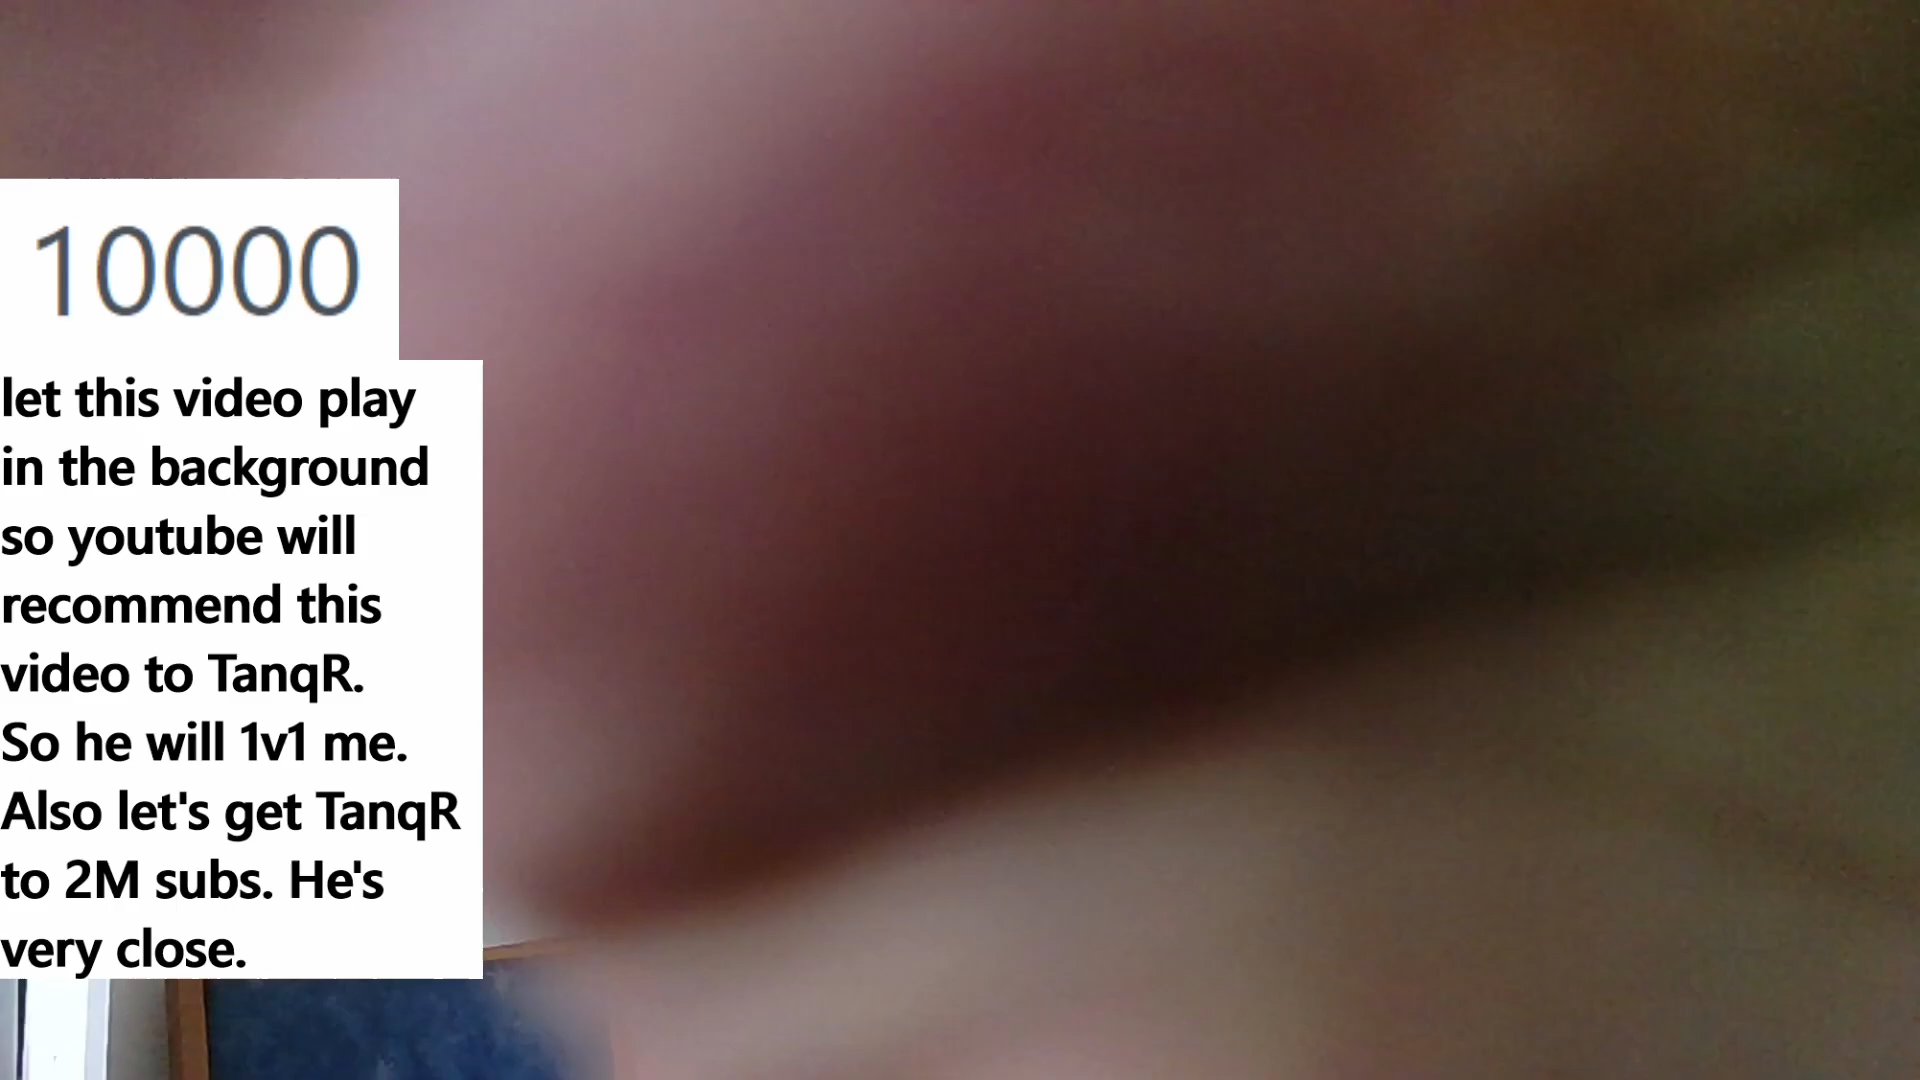 10000
let this video play
in the background
so youtube will
recommend this
video to TanqR.
So he will 1v1 me.
Also let's get TanqR
to 2M subs. He's
very close.